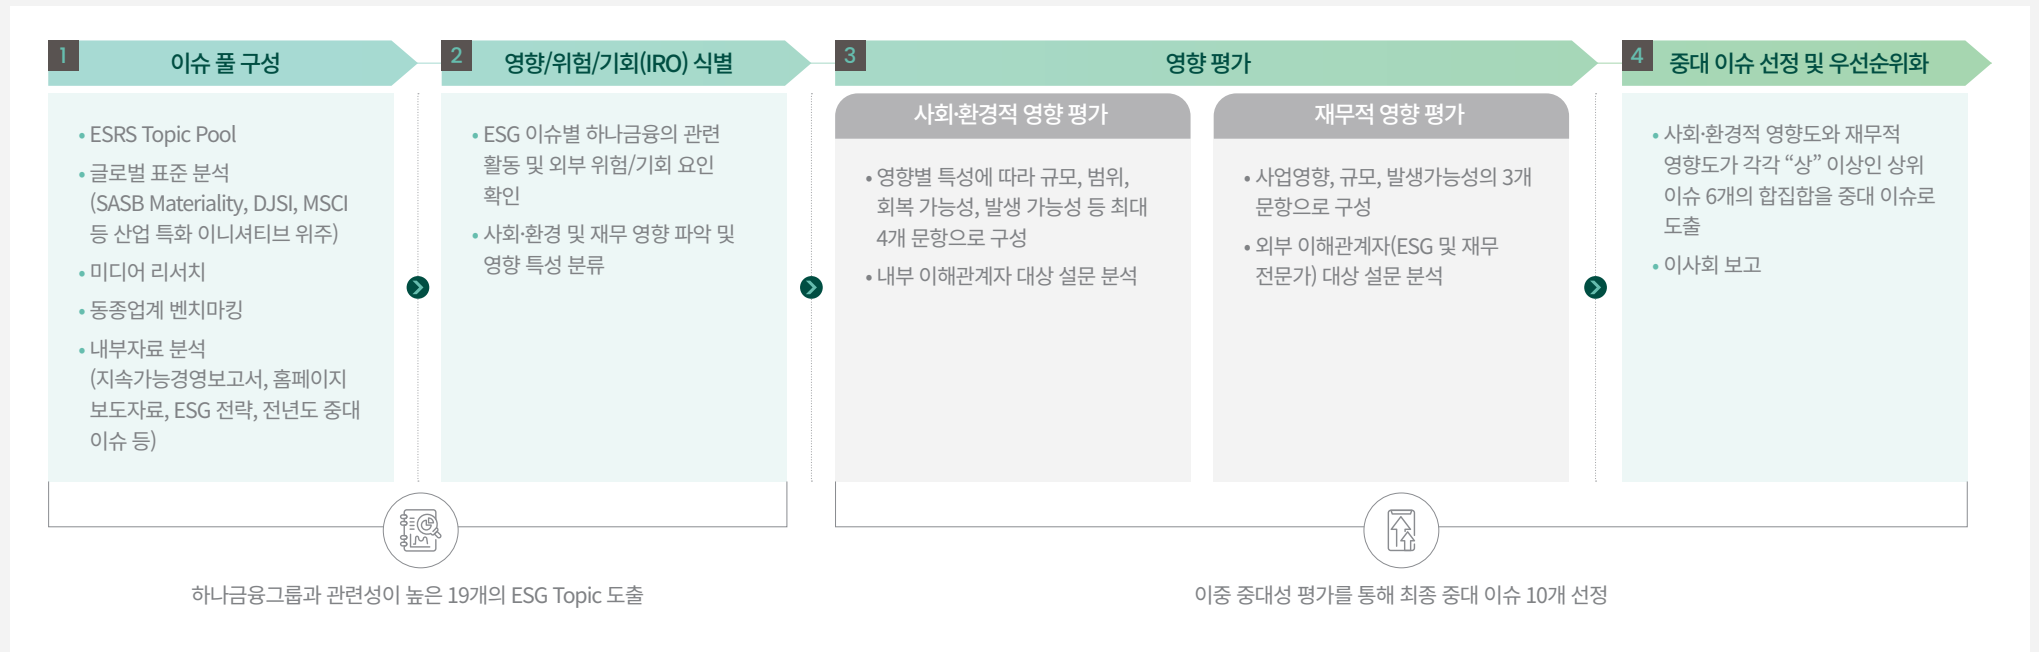 1
이슈 풀 구성
• ESRS Topic Pool
• 글로벌 표준 분석
(SASB Materiality, DJSI, MSCI
등 산업 특화 이니셔티브 위주)
• 미디어 리서치
• 동종업계 벤치마킹
• 내부자료 분석
(지속가능경영보고서, 홈페이지
보도자료, ESG 전략, 전년도 중대
이슈 등)
2
영향/위험/기회(IRO) 식별
• ESG 이슈별 하나금융의 관련
활동 및 외부 위험/기회 요인
확인
• 사회·환경 및 재무 영향 파악 및
영향 특성 분류
하나금융그룹과 관련성이 높은 19개의 ESG Topic 도출
3
영향 평가
사회·환경적 영향 평가
• 영향별 특성에 따라 규모, 범위,
회복 가능성, 발생 가능성 등 최대
4개 문항으로 구성
• 내부 이해관계자 대상 설문 분석
재무적 영향 평가
• 사업영향, 규모, 발생가능성의 3개
문항으로 구성
• 외부 이해관계자(ESG 및 재무
전문가) 대상 설문 분석
4
중대 이슈 선정 및 우선순위화
• 사회·환경적 영향도와 재무적
영향도가 각각 “상” 이상인 상위
이슈 6개의 합집합을 중대 이슈로
도출
• 이사회 보고
이중 중대성 평가를 통해 최종 중대 이슈 10개 선정